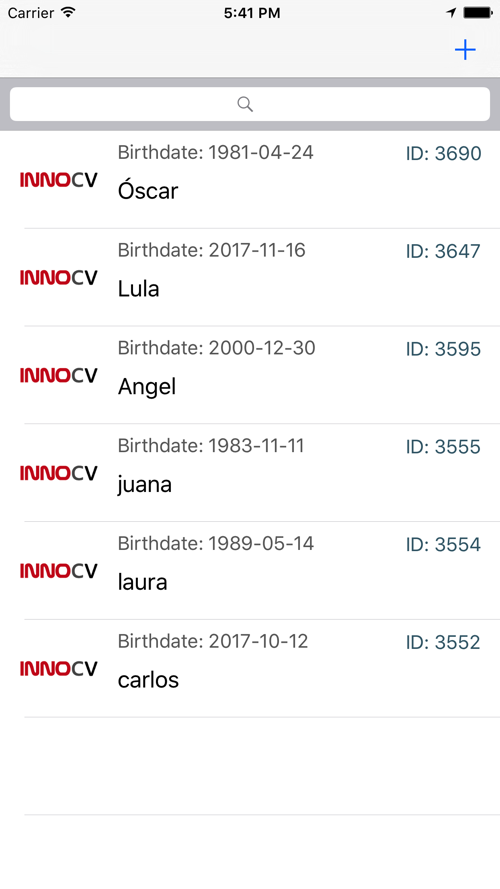 Carrier 5:41 PM
Birthdate: 1981-04-24 ID: 3690
INNOCV Óscar
Birthdate: 2017-11-16 ID: 3647
INNOCV Lula
Birthdate: 2000-12-30 ID: 3595
INNOCV Angel
Birthdate: 1983-11-11 ID: 3555
INNOCV juana
Birthdate: 1989-05-14 ID: 3554
INNOCV laura
Birthdate: 2017-10-12 ID: 3552
INNOCV carlos